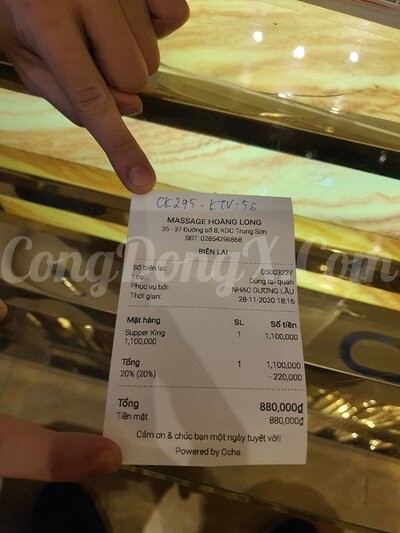 CK295 - KTV: 56
MASSAGE HOÀNG LONG
35 - 37 Đường số 8, KDC Trung Sơn
SĐT: 02854296868
BIÊN LAI
CongDongX.Com
Số biên lai: 05003227
Dùng tại quán
Phục vụ bởi: NHẠC DƯƠNG LẦU
Thời gian: 28-11-2020 18:16
Mặt hàng SL Số tiền
Supper King 1 1,100,000
1,100,000
Tổng 1 1,100,000
20% (20%) - 220,000
Tổng 880,000₫
Tiền mặt 880,000₫
Cảm ơn & chúc bạn một ngày tuyệt vời!
Powered by Ocha